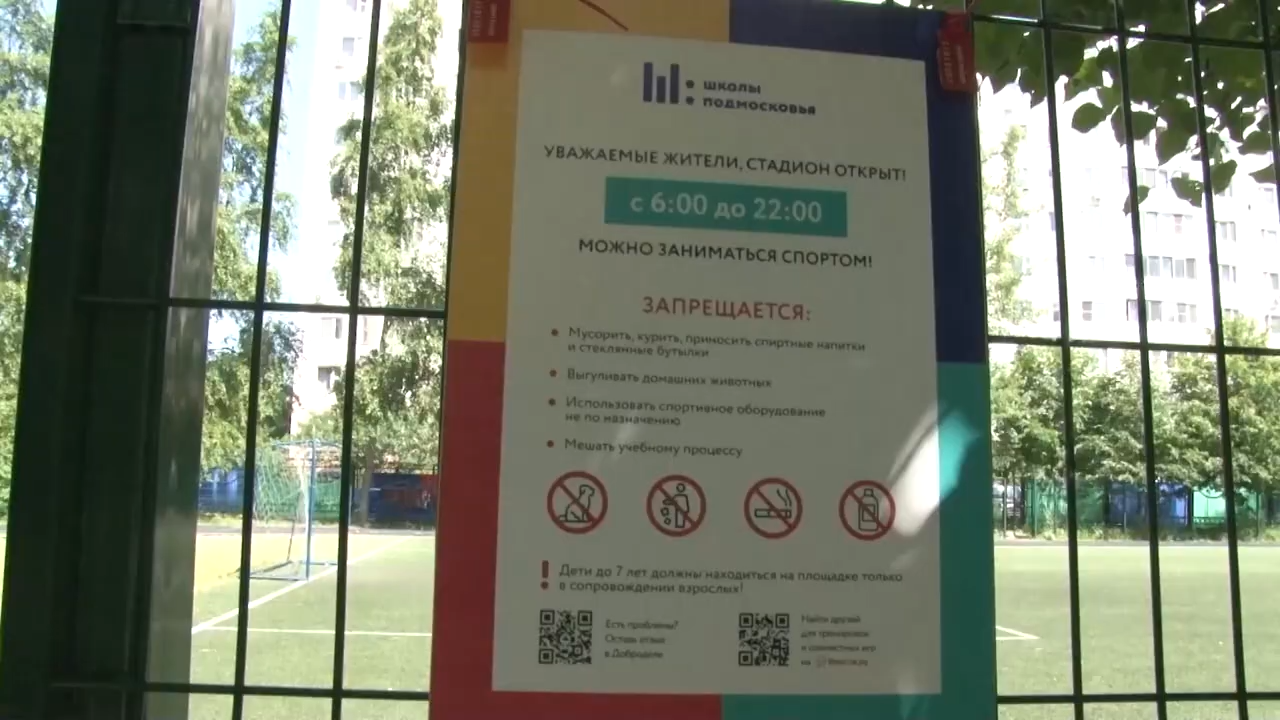 школы
подмосковья
УВАЖАЕМЫЕ ЖИТЕЛИ, СТАДИОН ОТКРЫТ!
с 6:00 до 22:00
МОЖНО ЗАНИМАТЬСЯ СПОРТОМ!
ЗАПРЕЩАЕТСЯ:
Мусорить, курить, приносить спиртные напитки
и стеклянные бутылки
Выгуливать домашних животных
Использовать спортивное оборудование
не по назначению
Мешать учебному процессу
Дети до 7 лет должны находиться на площадке только
в сопровождении взрослых!
Есть проблемы?
Оставь отзыв
в Добродел
Найти друзей
для тренировок
и совместных игр
на